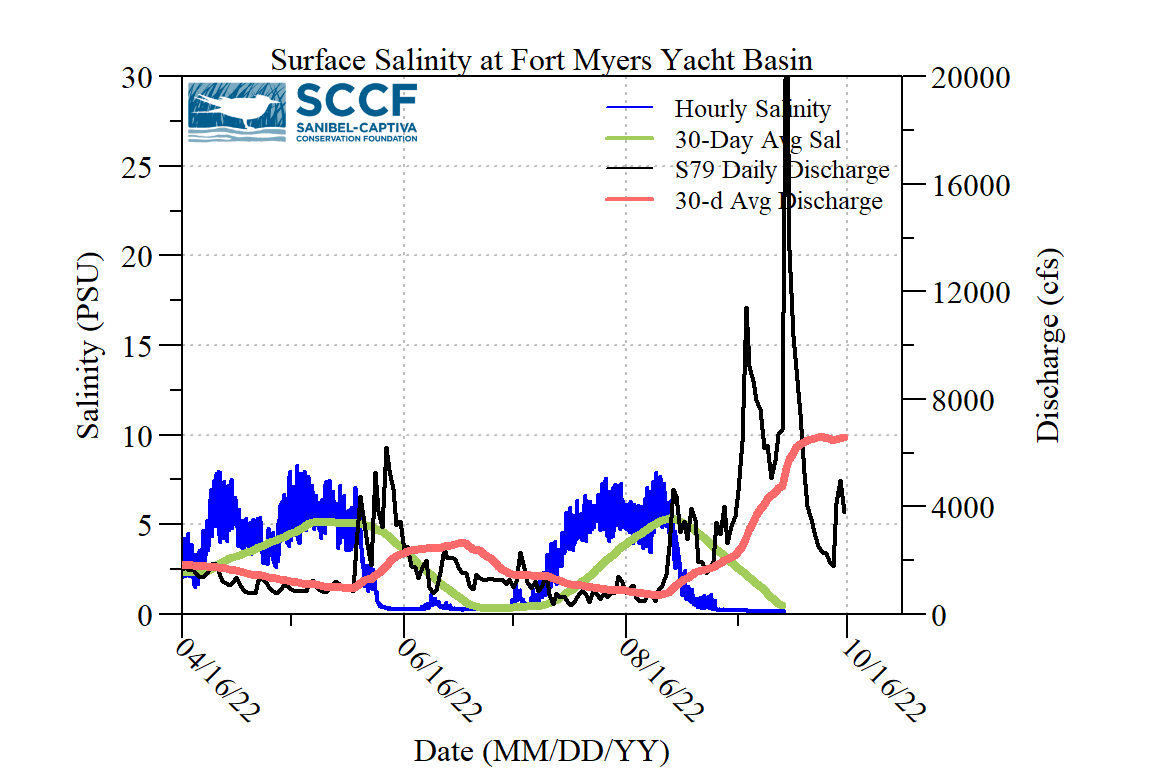 Surface Salinity at Fort Myers Yacht Basin
SCCF
SANIBEL-CAPTIVA
CONSERVATION FOUNDATION
Hourly Salinity
30-Day Avg Sal
S79 Daily Discharge
30-d Avg Discharge
Salinity (PSU)
30
25
20
15
10
5
0
20000
16000
12000
8000
4000
0
Discharge (cfs)
04/16/22
06/16/22
08/16/22
10/16/22
Date (MM/DD/YY)